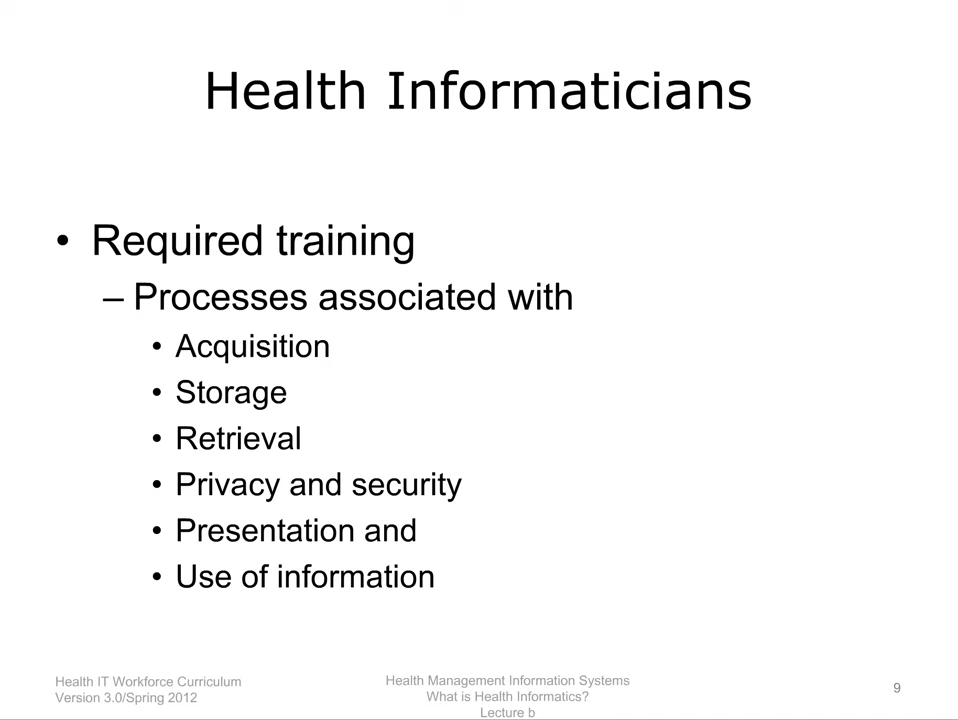 Health Informaticians
• Required training
– Processes associated with
• Acquisition
• Storage
• Retrieval
• Privacy and security
• Presentation and
• Use of information
Health IT Workforce Curriculum
Version 3.0/Spring 2012
Health Management Information Systems
What is Health Informatics?
Lecture b
9